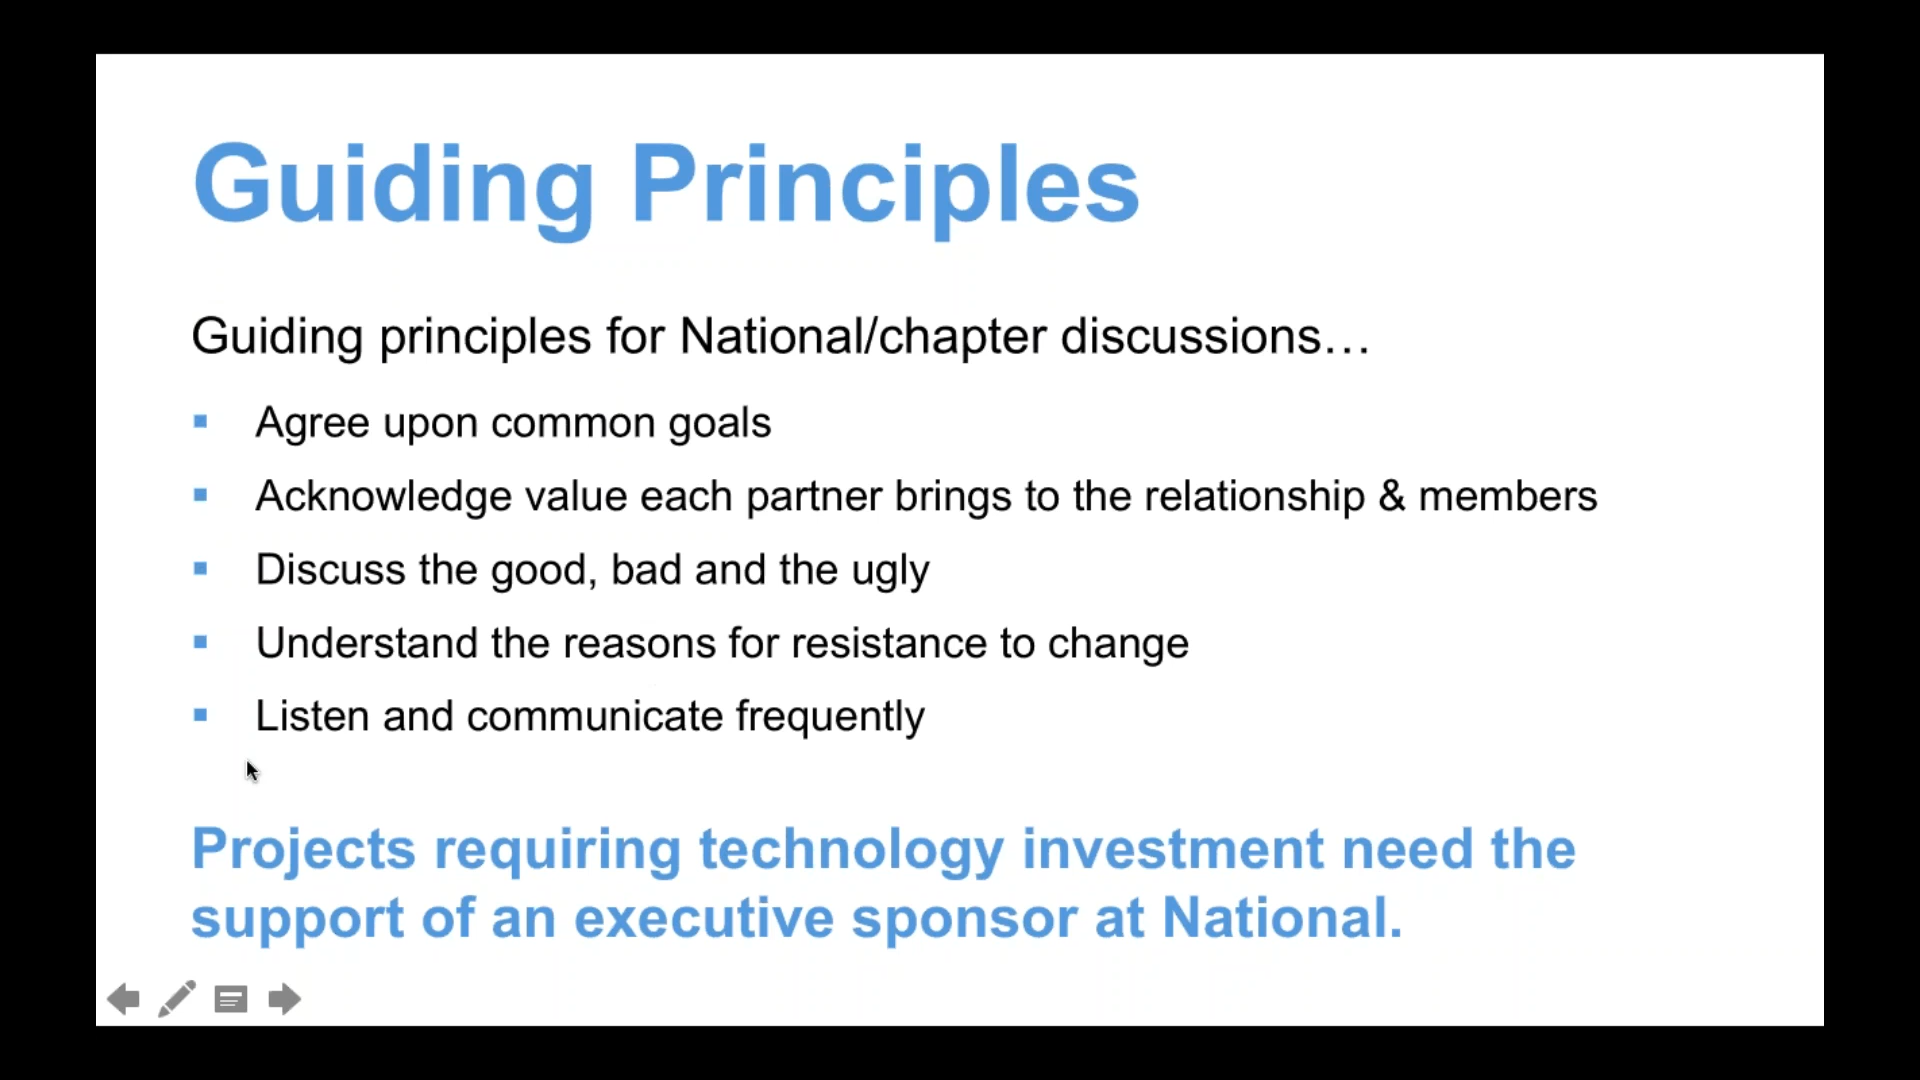 Guiding Principles
Guiding principles for National/chapter discussions…
▪ Agree upon common goals
▪ Acknowledge value each partner brings to the relationship & members
▪ Discuss the good, bad and the ugly
▪ Understand the reasons for resistance to change
▪ Listen and communicate frequently
Projects requiring technology investment need the
support of an executive sponsor at National.